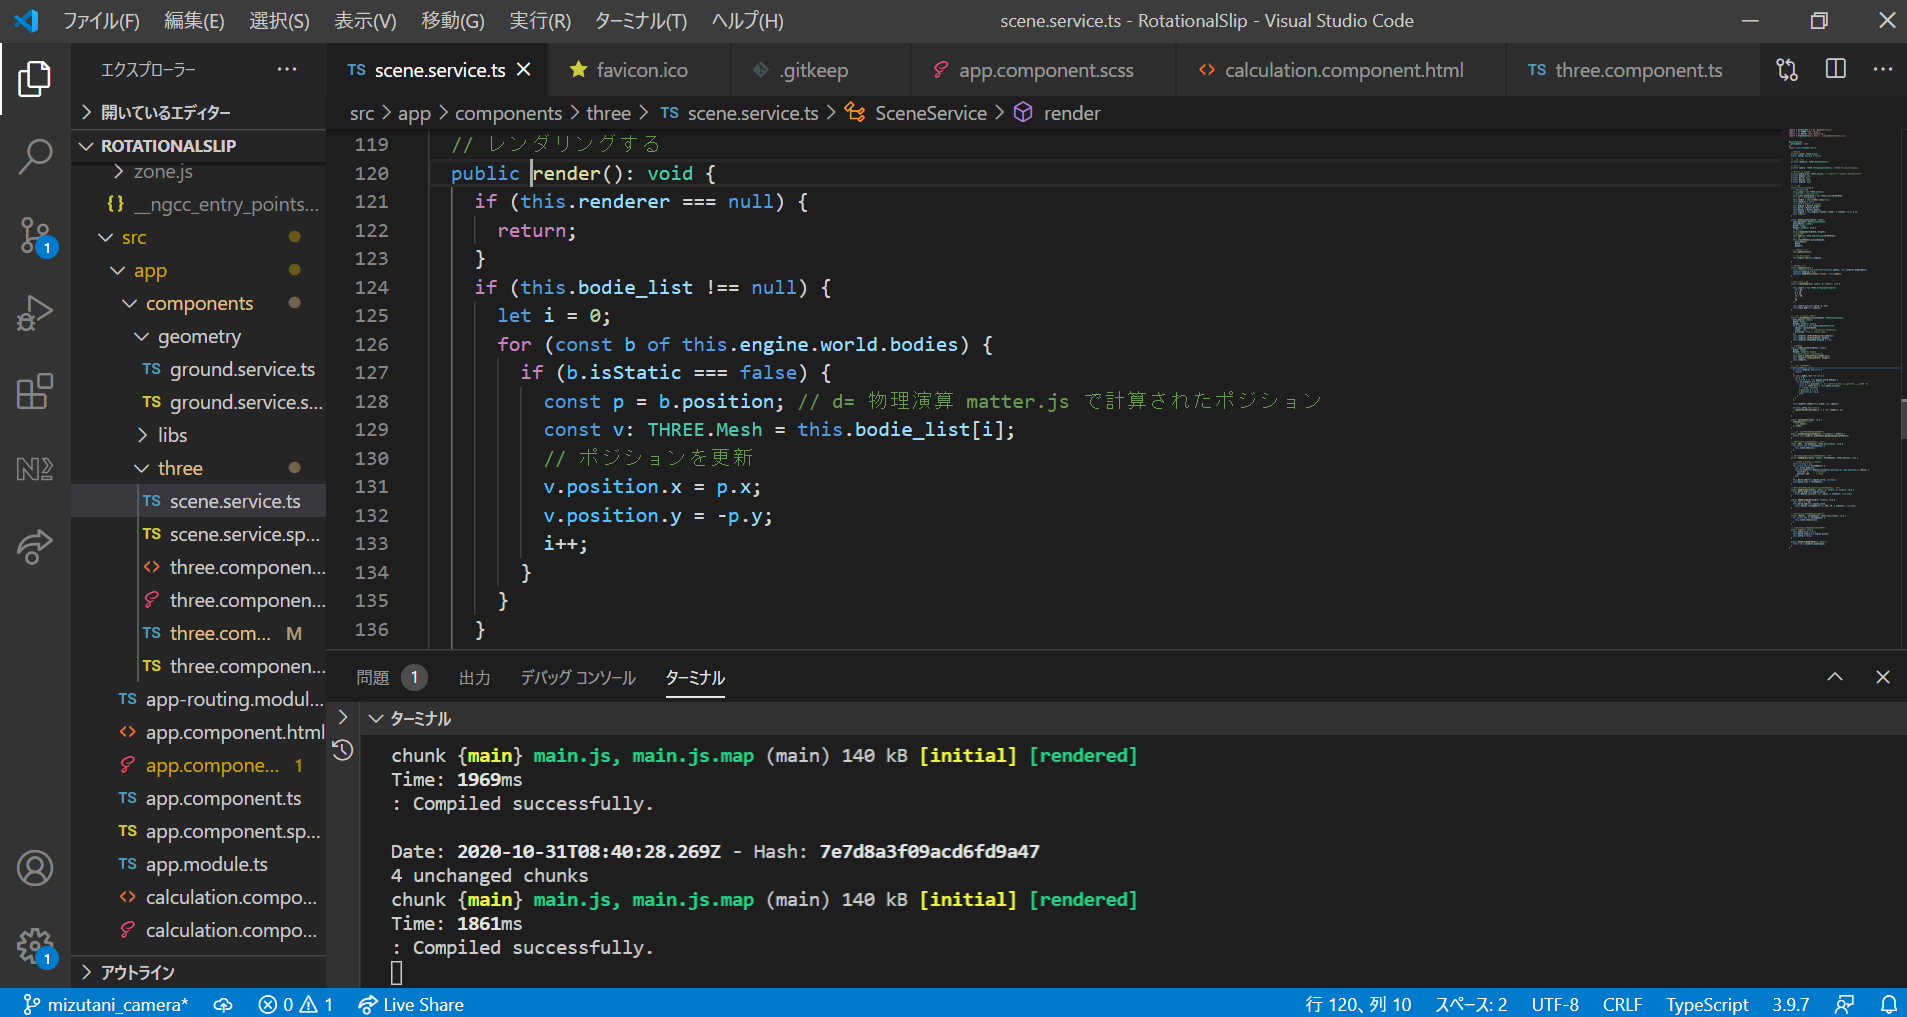 ファイル(F) 編集(E) 選択(S) 表示(V) 移動(G) 実行(R) ターミナル(T) ヘルプ(H) scene.service.ts - RotationalSlip - Visual Studio Code
エクスプローラー
TS scene.service.ts favicon.ico .gitkeep app.component.scss calculation.component.html TS three.component.ts
開いているエディター
src > app > components > three > TS scene.service.ts > SceneService > render
ROTATIONALSLIP
zone.js
{} __ngcc_entry_points...
src
app
components
geometry
TS ground.service.ts
TS ground.service.s...
libs
three
TS scene.service.ts
TS scene.service.sp...
<> three.componen...
three.componen...
TS three.com... M
TS three.componen...
TS app-routing.modul...
<> app.component.html
app.compone... 1
TS app.component.ts
TS app.component.sp...
TS app.module.ts
<> calculation.compo...
calculation.compo...
アウトライン
119 // レンダリングする
120 public render(): void {
121 if (this.renderer === null) {
122 return;
123 }
124 if (this.bodie_list !== null) {
125 let i = 0;
126 for (const b of this.engine.world.bodies) {
127 if (b.isStatic === false) {
128 const p = b.position; // d= 物理演算 matter.js で計算されたポジション
129 const v: THREE.Mesh = this.bodie_list[i];
130 // ポジションを更新
131 v.position.x = p.x;
132 v.position.y = -p.y;
133 i++;
134 }
135 }
136 }
問題 1 出力 デバッグ コンソール ターミナル
ターミナル
chunk {main} main.js, main.js.map (main) 140 kB [initial] [rendered]
Time: 1969ms
: Compiled successfully.
Date: 2020-10-31T08:40:28.269Z - Hash: 7e7d8a3f09acd6fd9a47
4 unchanged chunks
chunk {main} main.js, main.js.map (main) 140 kB [initial] [rendered]
Time: 1861ms
: Compiled successfully.
1
1
mizutani_camera* 0 1 Live Share 行 120、列 10 スペース: 2 UTF-8 CRLF TypeScript 3.9.7